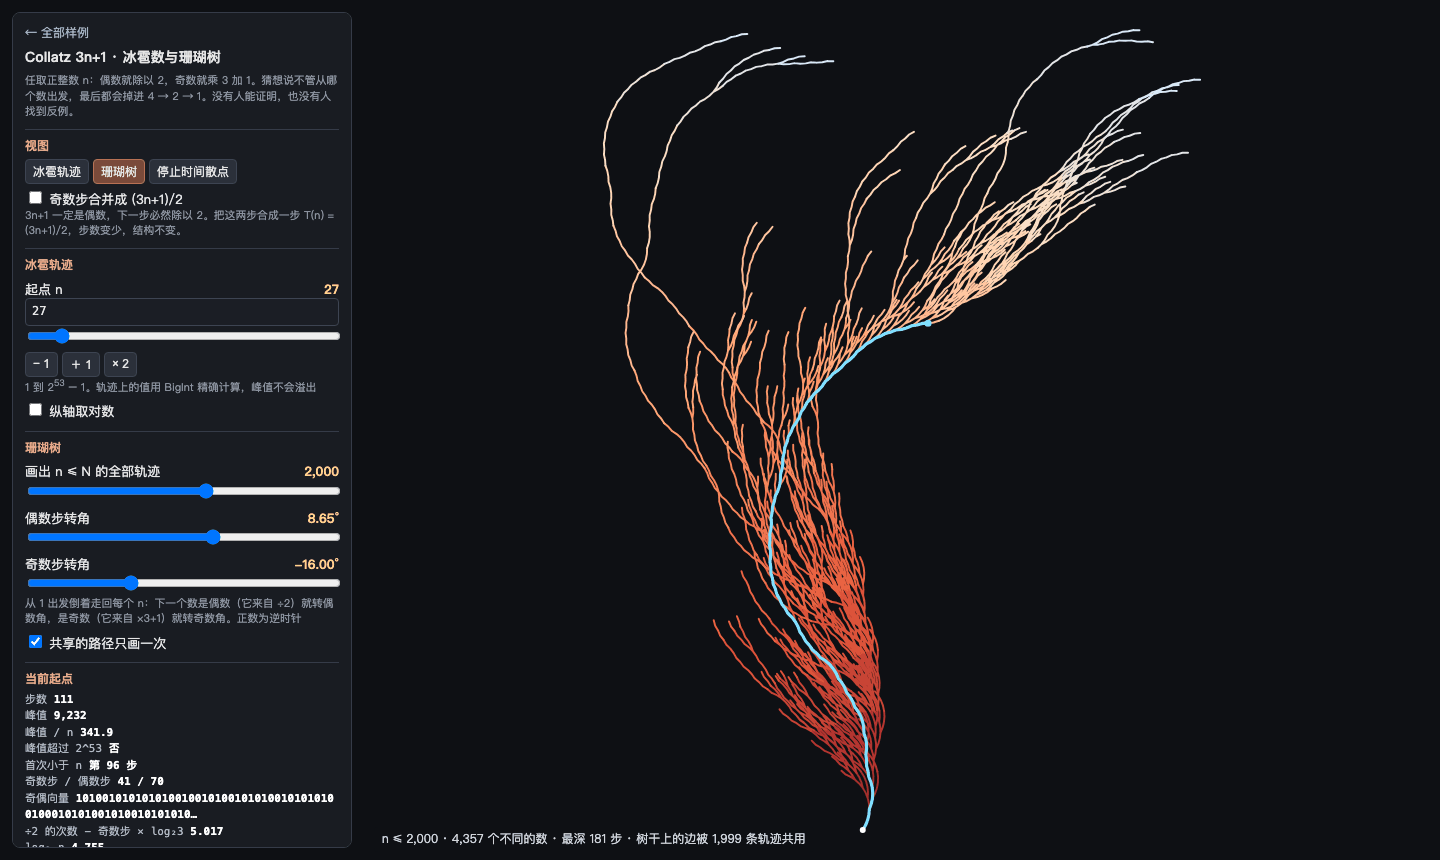 ← 全部样例
Collatz 3n+1 · 冰雹数与珊瑚树
任取正整数 n：偶数就除以 2，奇数就乘 3 加 1。猜想说不管从哪
个数出发，最后都会掉进 4 → 2 → 1。没有人能证明，也没有人
找到反例。
视图
冰雹轨迹 珊瑚树 停止时间散点
奇数步合并成 (3n+1)/2
3n+1 一定是偶数，下一步必然除以 2。把这两步合成一步 T(n) =
(3n+1)/2，步数变少，结构不变。
冰雹轨迹
起点 n 27
27
− 1 + 1 × 2
1 到 2^53 − 1。轨迹上的值用 BigInt 精确计算，峰值不会溢出
纵轴取对数
珊瑚树
画出 n ⩽ N 的全部轨迹 2,000
偶数步转角 8.65°
奇数步转角 −16.00°
从 1 出发倒着走回每个 n：下一个数是偶数（它来自 ÷2）就转偶
数角，是奇数（它来自 ×3+1）就转奇数角。正数为逆时针
共享的路径只画一次
当前起点
步数 111
峰值 9,232
峰值 / n 341.9
峰值超过 2^53 否
首次小于 n 第 96 步
奇数步 / 偶数步 41 / 70
÷2 的次数 − 奇数步 × log₂3 5.017
log₂ n 4.755
n ⩽ 2,000 · 4,357 个不同的数 · 最深 181 步 · 树干上的边被 1,999 条轨迹共用